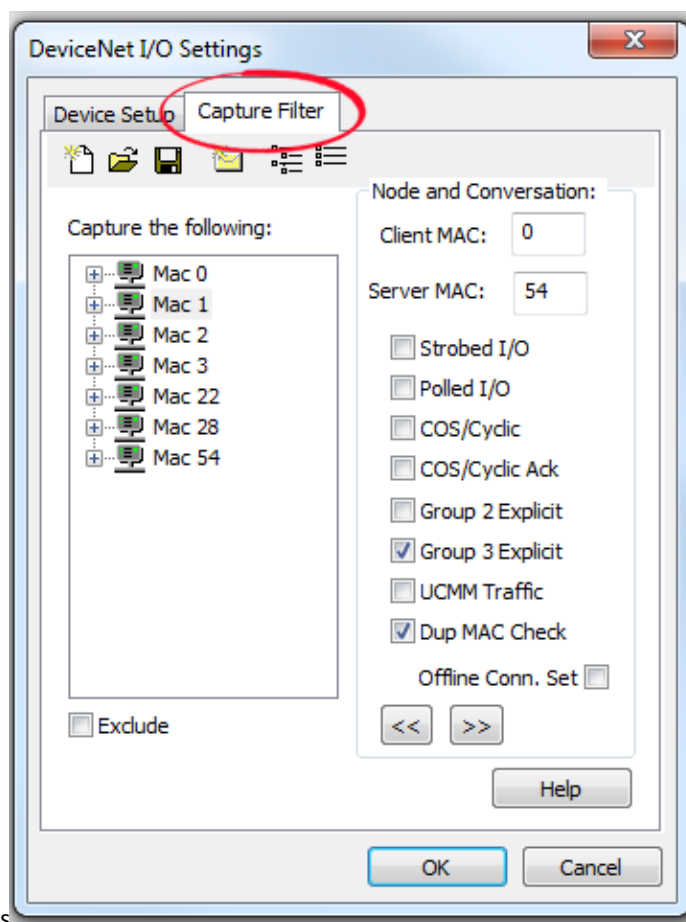 DeviceNet I/O Settings
Device Setup
Capture Filter
Node and Conversation:
Capture the following:
Client MAC: 0
Mac 0
Mac 1
Mac 2
Mac 3
Mac 22
Mac 28
Mac 54
Server MAC: 54
Strobed I/O
Polled I/O
COS/Cyclic
COS/Cyclic Ack
Group 2 Explicit
Group 3 Explicit
UCMM Traffic
Dup MAC Check
Offline Conn. Set
Exclude
<< >>
Help
OK
Cancel
s